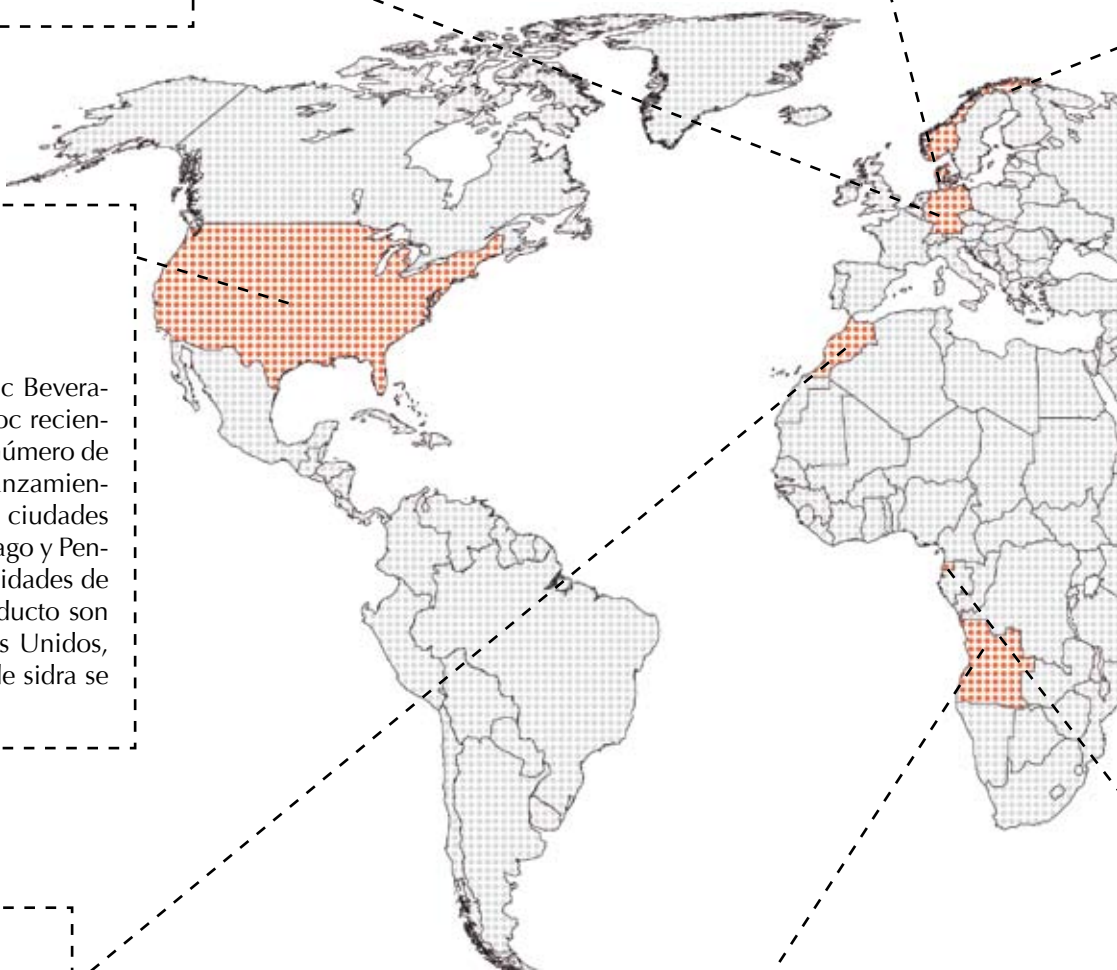 c Bevera-
oc recien-
úmero de
nzamien-
ciudades
ago y Pen-
idades de
ducto son
s Unidos,
de sidra se